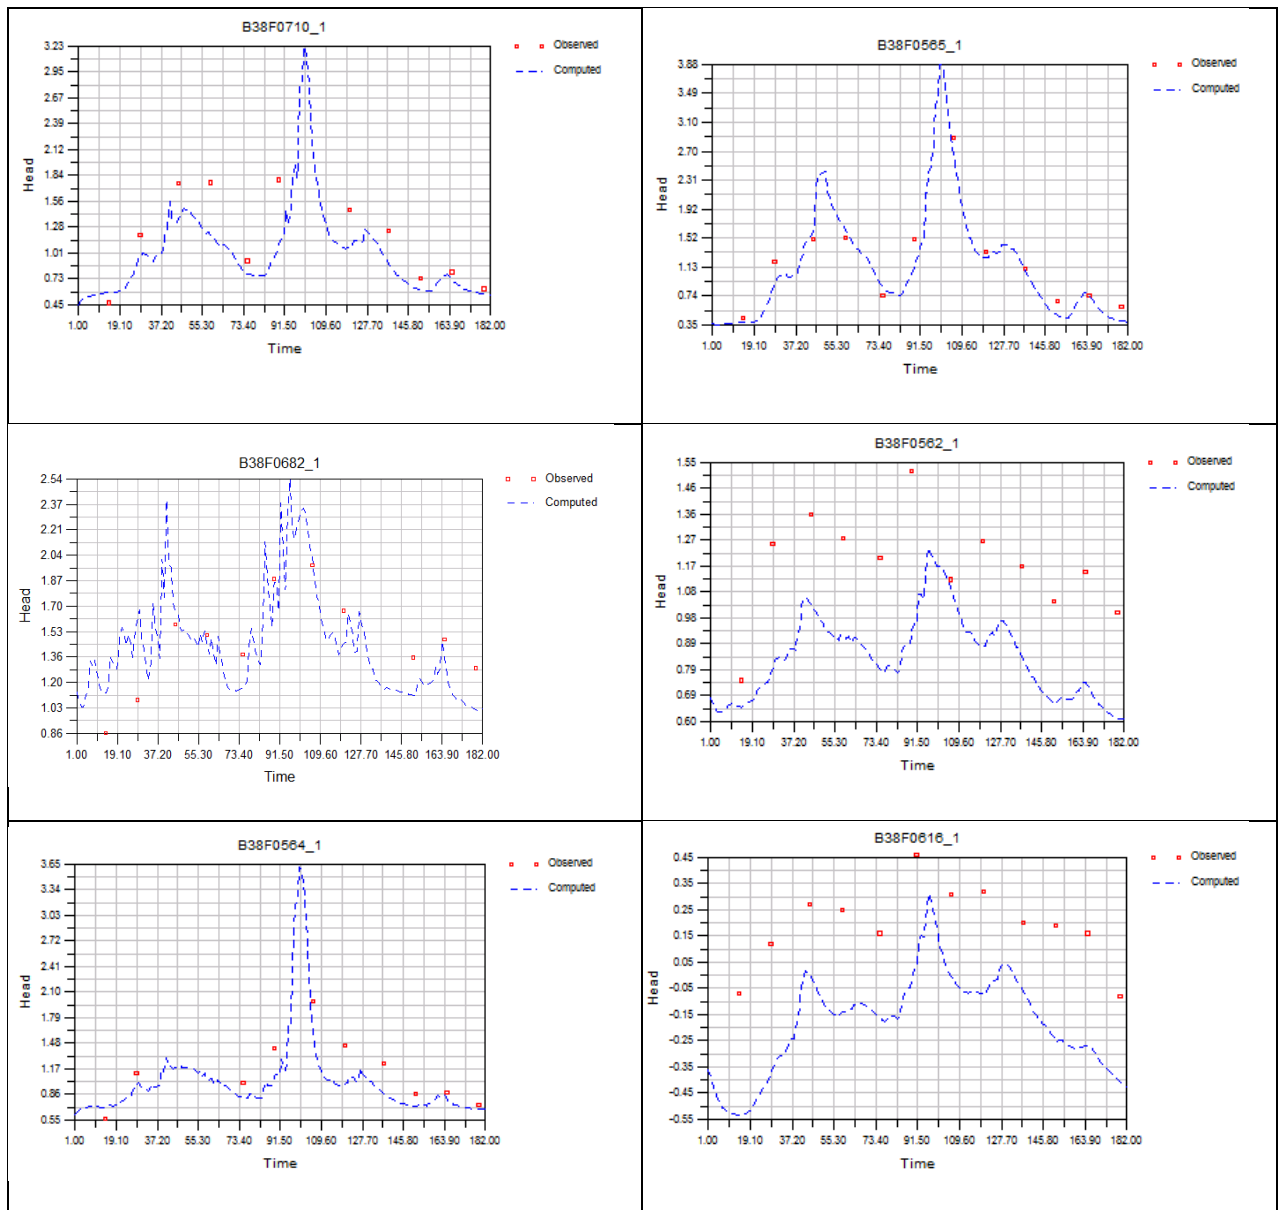 B38F0710_1
Observed
Computed
3.23
2.95
2.67
2.39
2.12
1.84
1.56
1.28
1.01
0.73
0.45
Head
1.00 19.10 37.20 55.30 73.40 91.50 109.60 127.70 145.80 163.90 182.00
Time
B38F0565_1
Observed
Computed
3.88
3.49
3.10
2.70
2.31
1.92
1.52
1.13
0.74
0.35
Head
1.00 19.10 37.20 55.30 73.40 91.50 109.60 127.70 145.80 163.90 182.00
Time
B38F0682_1
Observed
Computed
2.54
2.37
2.21
2.04
1.87
1.70
1.53
1.36
1.20
1.03
0.86
Head
1.00 19.10 37.20 55.30 73.40 91.50 109.60 127.70 145.80 163.90 182.00
Time
B38F0562_1
Observed
Computed
1.55
1.46
1.36
1.27
1.17
1.08
0.98
0.89
0.79
0.69
0.60
Head
1.00 19.10 37.20 55.30 73.40 91.50 109.60 127.70 145.80 163.90 182.00
Time
B38F0564_1
Observed
Computed
3.65
3.34
3.03
2.72
2.41
2.10
1.79
1.48
1.17
0.86
0.55
Head
1.00 19.10 37.20 55.30 73.40 91.50 109.60 127.70 145.80 163.90 182.00
Time
B38F0616_1
Observed
Computed
0.45
0.35
0.25
0.15
0.05
-0.05
-0.15
-0.25
-0.35
-0.45
-0.55
Head
1.00 19.10 37.20 55.30 73.40 91.50 109.60 127.70 145.80 163.90 182.00
Time